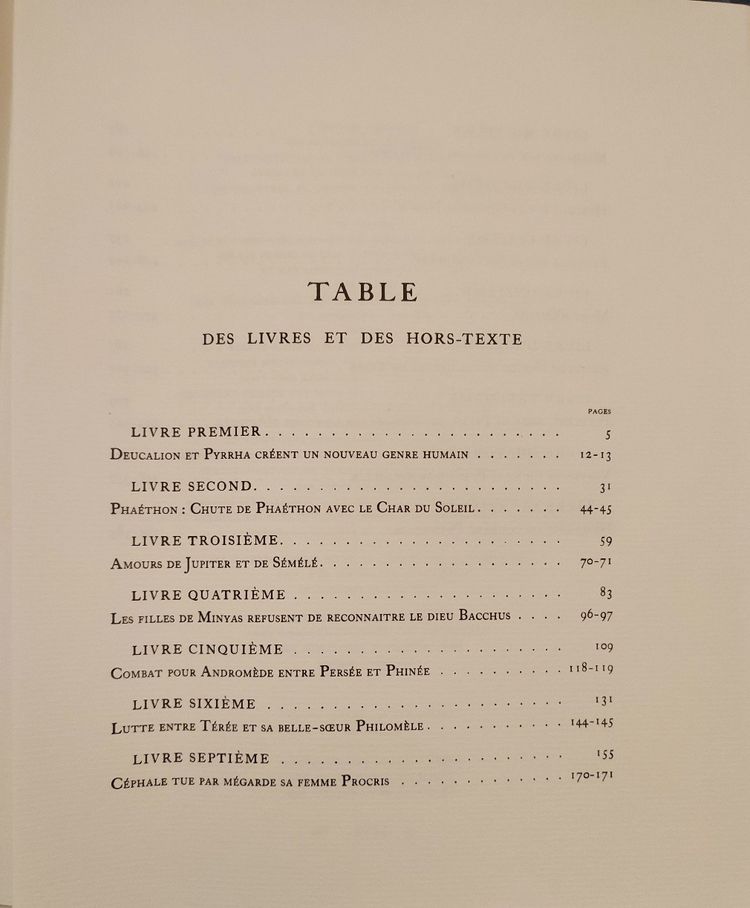 TABLE
DES LIVRES ET DES HORS-TEXTE
PAGES
LIVRE PREMIER. . . . . . . . . . . . . . . . . . . . . . . 5
Deucalion et Pyrrha créent un nouveau genre humain . . . . . . . 12-13
LIVRE SECOND. . . . . . . . . . . . . . . . . . . . . . . . 31
Phaéthon : Chute de Phaéthon avec le Char du Soleil. . . . . . . 44-45
LIVRE TROISIÈME. . . . . . . . . . . . . . . . . . . . . . 59
Amours de Jupiter et de Sémélé. . . . . . . . . . . . . . . . . . . 70-71
LIVRE QUATRIÈME . . . . . . . . . . . . . . . . . . . . . 83
Les filles de Minyas refusent de reconnaitre le dieu Bacchus . . . . 96-97
LIVRE CINQUIÈME . . . . . . . . . . . . . . . . . . . . . 109
Combat pour Andromède entre Persée et Phinée . . . . . . . . . . 118-119
LIVRE SIXIÈME . . . . . . . . . . . . . . . . . . . . . . . 131
Lutte entre Térée et sa belle-sœur Philomèle. . . . . . . . . . . 144-145
LIVRE SEPTIÈME . . . . . . . . . . . . . . . . . . . . . . 155
Céphale tue par mégarde sa femme Procris . . . . . . . . . . . . . 170-171